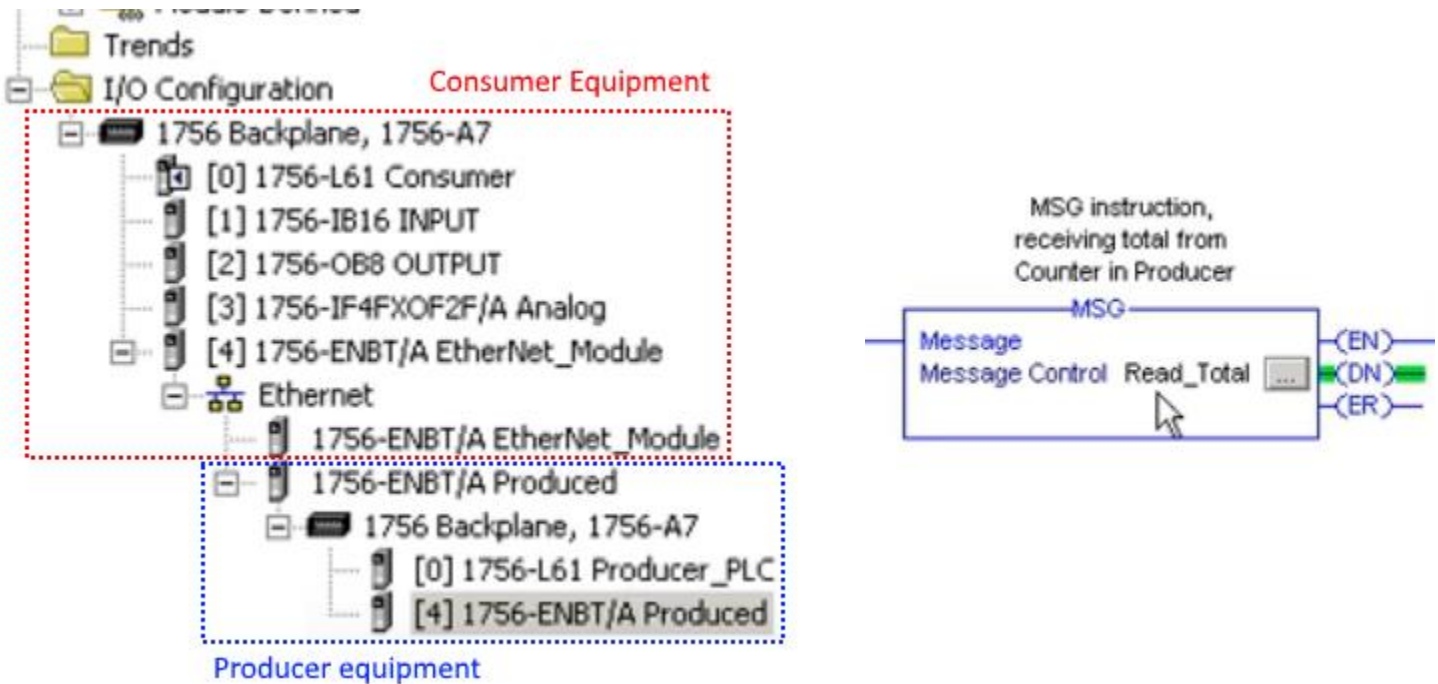 Trends
I/O Configuration
Consumer Equipment
1756 Backplane, 1756-A7
[0] 1756-L61 Consumer
[1] 1756-IB16 INPUT
[2] 1756-OB8 OUTPUT
[3] 1756-IF4FXOF2F/A Analog
[4] 1756-ENBT/A EtherNet_Module
Ethernet
1756-ENBT/A EtherNet_Module
1756-ENBT/A Produced
1756 Backplane, 1756-A7
[0] 1756-L61 Producer_PLC
[4] 1756-ENBT/A Produced
Producer equipment
MSG instruction,
receiving total from
Counter in Producer
MSG
Message
Message Control Read_Total ...
(EN)
(DN)
(ER)